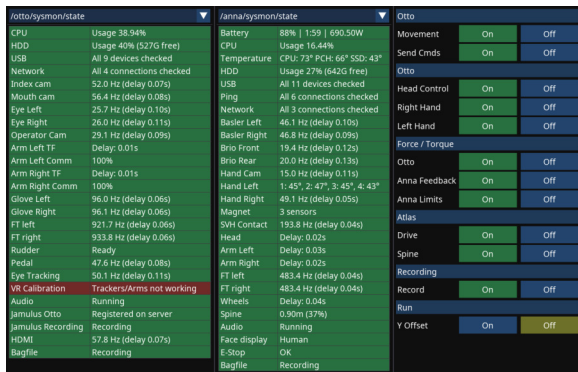 /otto/sysmon/state
CPU Usage 38.94%
HDD Usage 40% (527G free)
USB All 9 devices checked
Network All 4 connections checked
Index cam 52.0 Hz (delay 0.07s)
Mouth cam 56.4 Hz (delay 0.08s)
Eye Left 25.7 Hz (delay 0.10s)
Eye Right 26.0 Hz (delay 0.11s)
Operator Cam 29.1 Hz (delay 0.09s)
Arm Left TF Delay: 0.01s
Arm Left Comm 100%
Arm Right TF Delay: 0.01s
Arm Right Comm 100%
Glove Left 96.0 Hz (delay 0.06s)
Glove Right 96.1 Hz (delay 0.06s)
FT left 921.7 Hz (delay 0.06s)
FT right 933.8 Hz (delay 0.06s)
Rudder Ready
Pedal 47.6 Hz (delay 0.08s)
Eye Tracking 50.1 Hz (delay 0.11s)
VR Calibration Trackers/Arms not working
Audio Running
Jamulus Otto Registered on server
Jamulus Recording Recording
HDMI 57.8 Hz (delay 0.07s)
Bagfile Recording
/anna/sysmon/state
Battery 88% | 1:59 | 690.50W
CPU Usage 16.44%
Temperature CPU: 73° PCH: 66° SSD: 43°
HDD Usage 27% (642G free)
USB All 11 devices checked
Ping All 6 connections checked
Network All 3 connections checked
Basler Left 46.1 Hz (delay 0.10s)
Basler Right 46.8 Hz (delay 0.09s)
Brio Front 19.4 Hz (delay 0.12s)
Brio Rear 20.0 Hz (delay 0.13s)
Hand Cam 15.0 Hz (delay 0.11s)
Hand Left 1: 45°, 2: 47°, 3: 45°, 4: 43°
Hand Right 49.1 Hz (delay 0.05s)
Magnet 3 sensors
SVH Contact 193.8 Hz (delay 0.04s)
Head Delay: 0.02s
Arm Left Delay: 0.03s
Arm Right Delay: 0.02s
FT left 483.4 Hz (delay 0.04s)
FT right 483.4 Hz (delay 0.04s)
Wheels Delay: 0.04s
Spine 0.90m (37%)
Audio Running
Face display Human
E-Stop OK
Bagfile Recording
Otto
Movement On Off
Send Cmds On Off
Otto
Head Control On Off
Right Hand On Off
Left Hand On Off
Force / Torque
Otto On Off
Anna Feedback On Off
Anna Limits On Off
Atlas
Drive On Off
Spine On Off
Recording
Record On Off
Run
Y Offset On Off